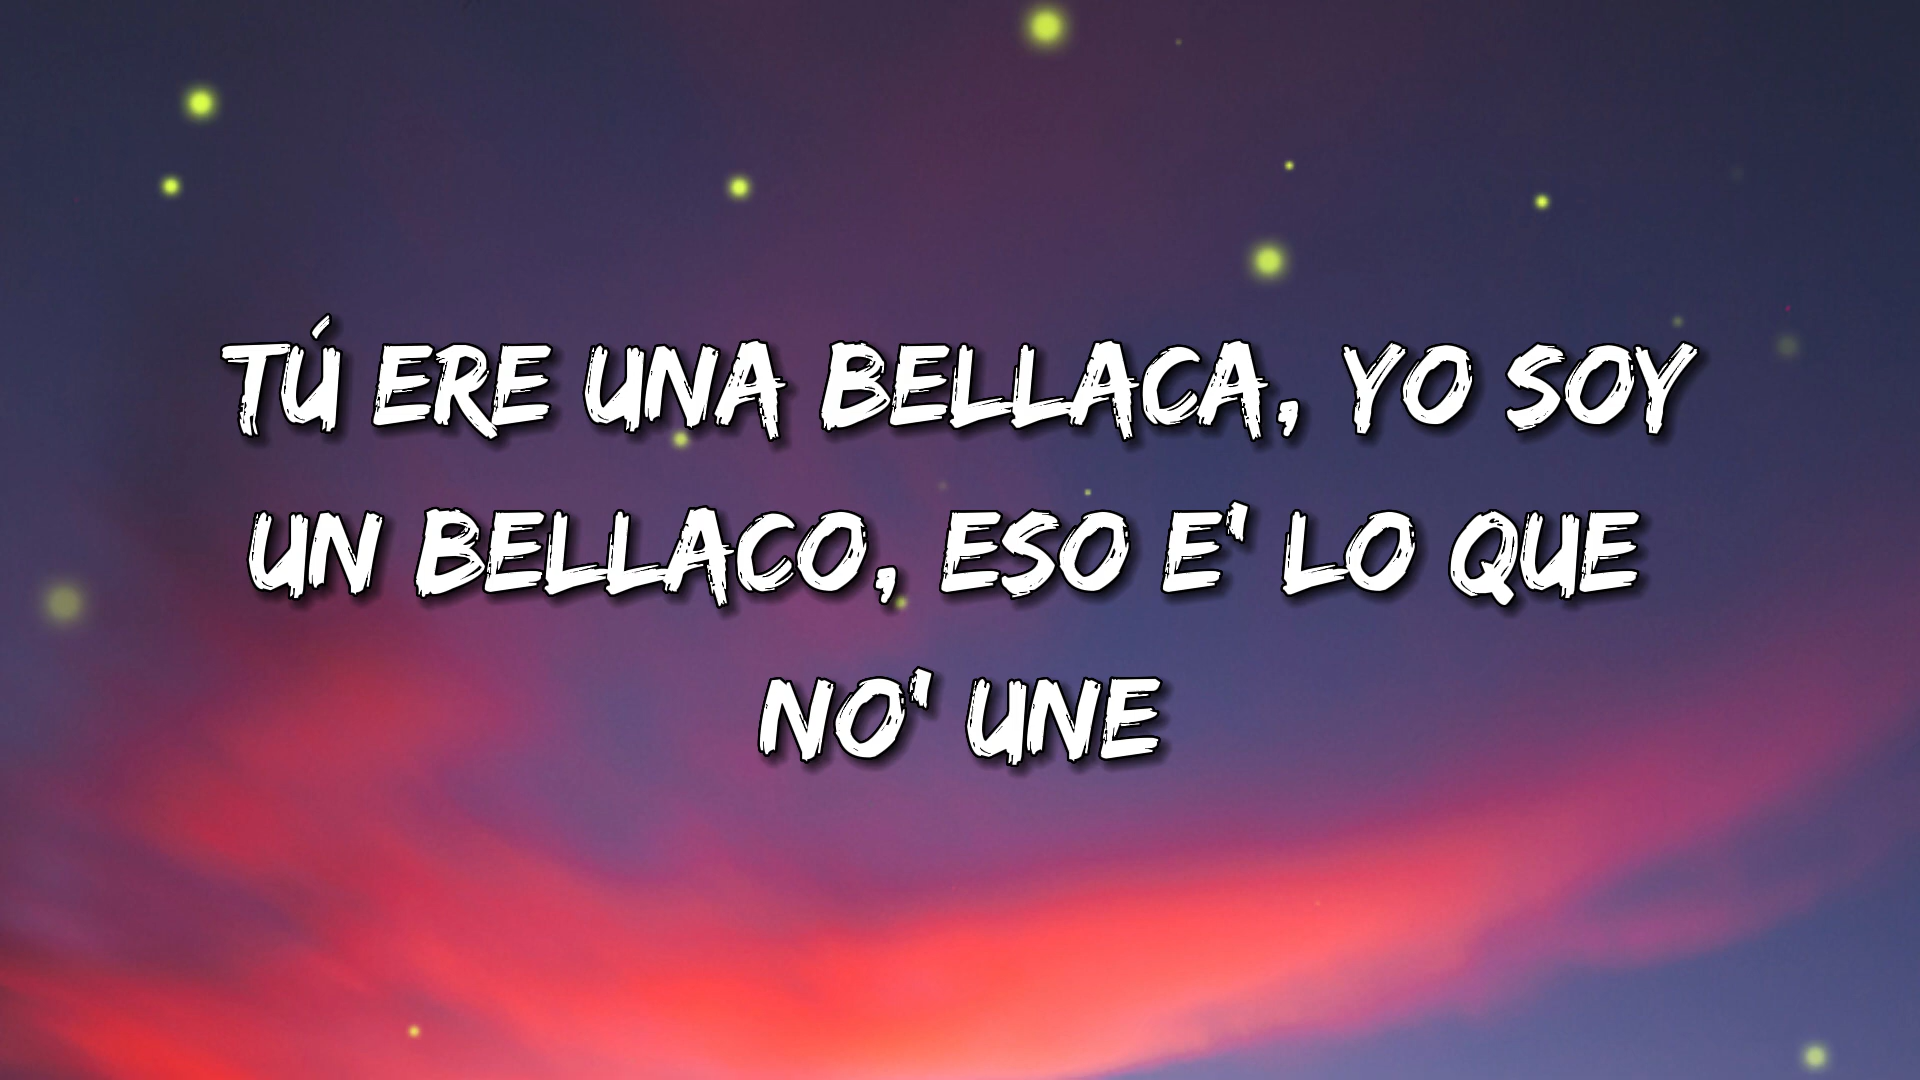 TÚ ERE UNA BELLACA, YO SOY
UN BELLACO, ESO E' LO QUE
NO' UNE